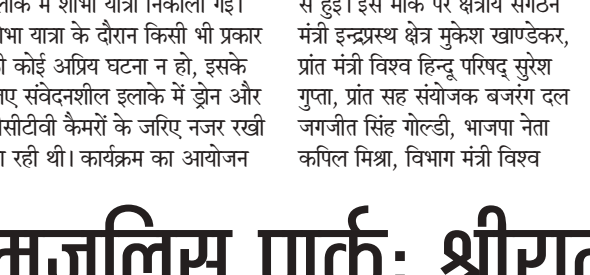 में शोभा यात्रा निकाली गई।
यात्रा के दौरान किसी भी प्रकार
कोई अप्रिय घटना न हो, इसके
संवेदनशील इलाके में ड्रोन और
कैमरों के जरिए नजर रखी
रही थी। कार्यक्रम का आयोजन
से हुई। इस मौके पर क्षेत्रीय संगठन
मंत्री इन्द्रप्रस्थ क्षेत्र मुकेश खाण्डेकर,
प्रांत मंत्री विश्व हिन्दू परिषद् सुरेश
गुप्ता, प्रांत सह संयोजक बजरंग दल
जगजीत सिंह गोल्डी, भाजपा नेता
कपिल मिश्रा, विभाग मंत्री विश्व
मजलिस पार्क: